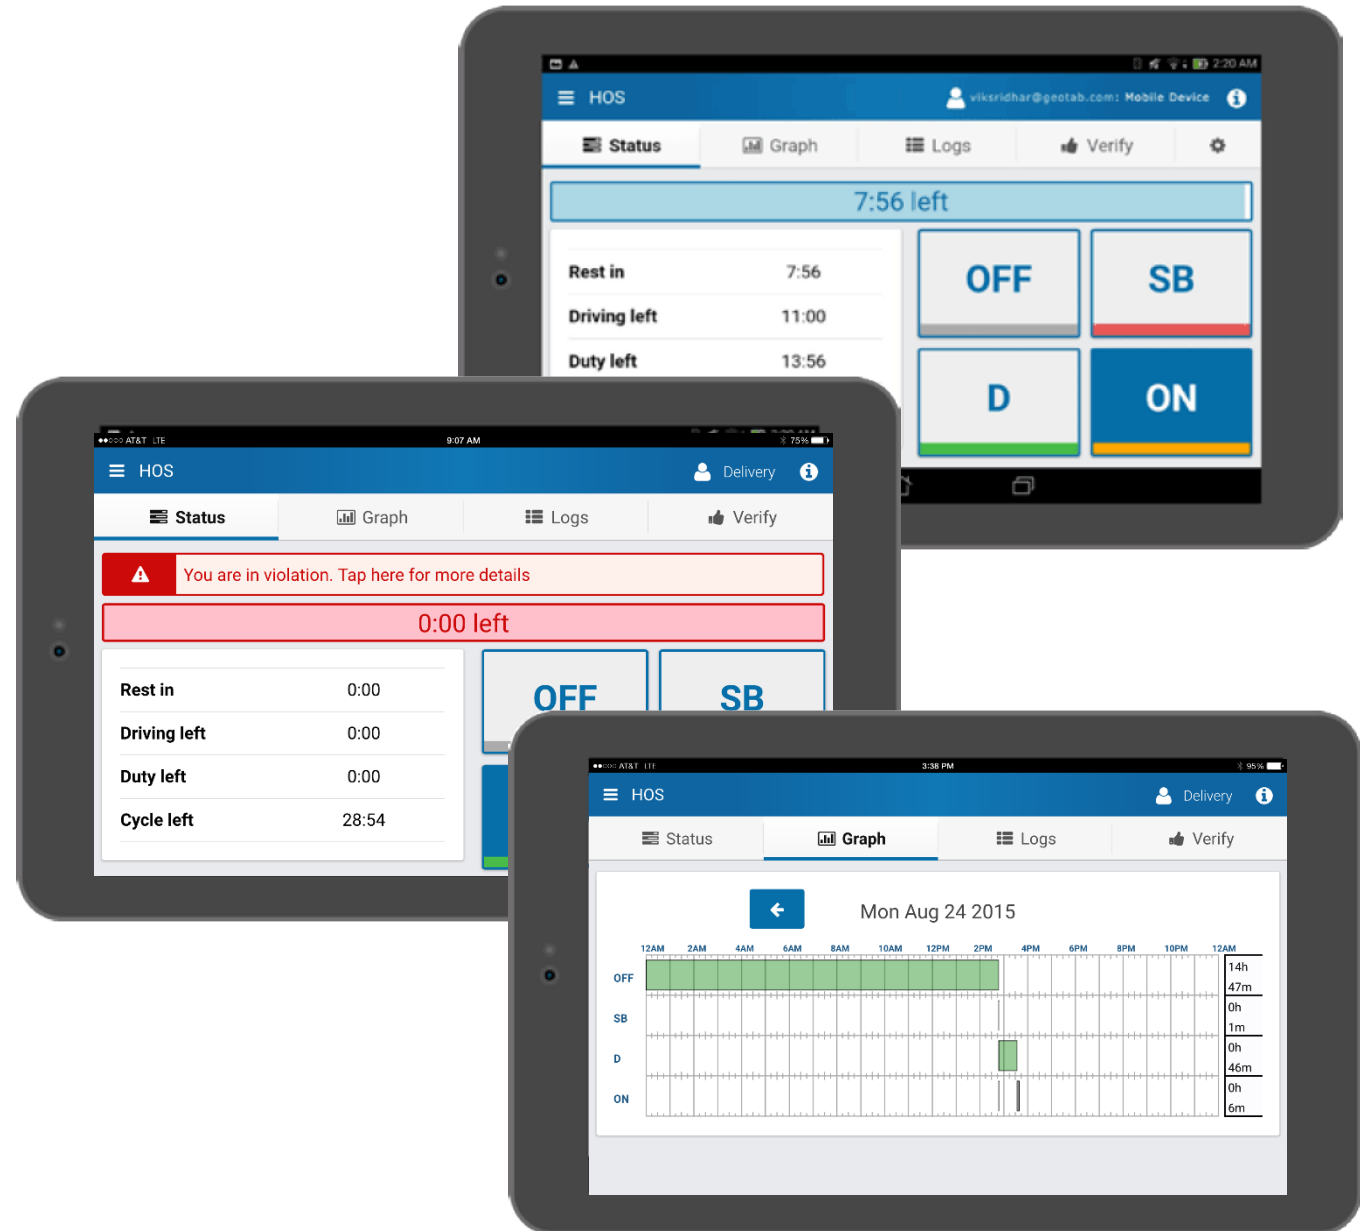 2:20 AM
HOS
viksridhar@geotab.com: Mobile Device
Status Graph Logs Verify
7:56 left
Rest in 7:56
Driving left 11:00
Duty left 13:56
OFF SB
D ON
AT&T LTE 9:07 AM 75%
HOS Delivery
Status Graph Logs Verify
You are in violation. Tap here for more details
0:00 left
Rest in 0:00
Driving left 0:00
Duty left 0:00
Cycle left 28:54
OFF SB
AT&T LTE 3:38 PM 95%
HOS Delivery
Status Graph Logs Verify
Mon Aug 24 2015
12AM 2AM 4AM 6AM 8AM 10AM 12PM 2PM 4PM 6PM 8PM 10PM 12AM
OFF 14h
47m
SB 0h
1m
D 0h
46m
ON 0h
6m